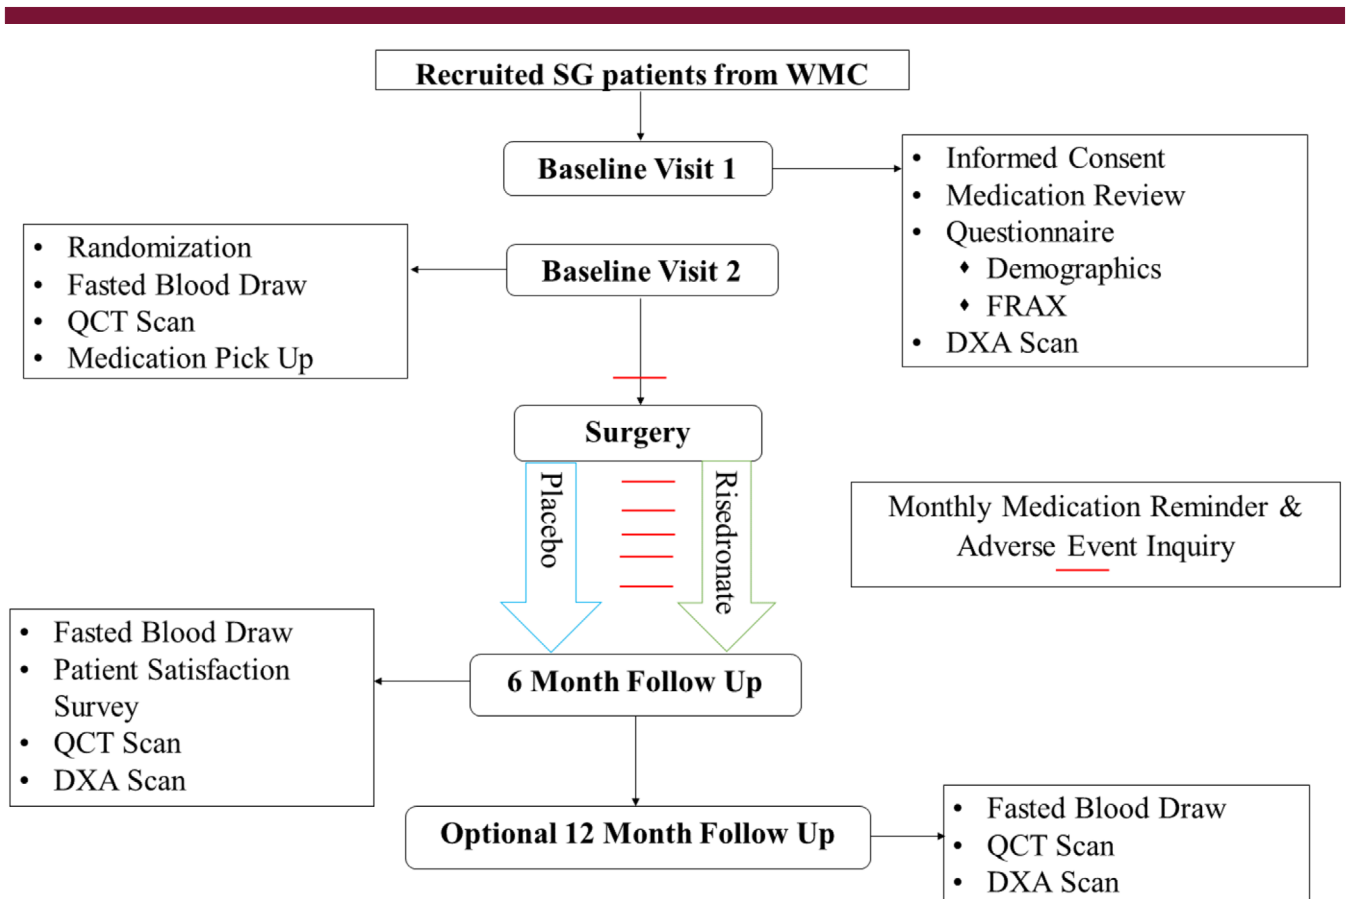 Recruited SG patients from WMC
Baseline Visit 1
• Informed Consent
• Medication Review
• Questionnaire
♦ Demographics
♦ FRAX
• DXA Scan
Baseline Visit 2
• Randomization
• Fasted Blood Draw
• QCT Scan
• Medication Pick Up
Surgery
Placebo
Risedronate
Monthly Medication Reminder &
Adverse Event Inquiry
6 Month Follow Up
• Fasted Blood Draw
• Patient Satisfaction
Survey
• QCT Scan
• DXA Scan
Optional 12 Month Follow Up
• Fasted Blood Draw
• QCT Scan
• DXA Scan